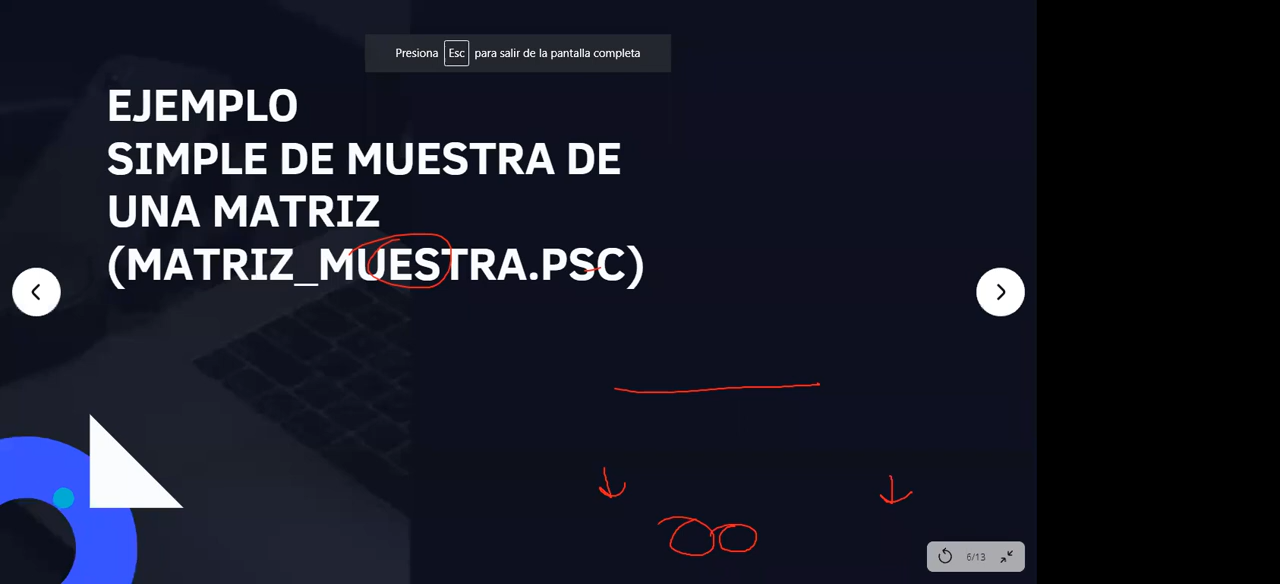 Presiona Esc para salir de la pantalla completa
EJEMPLO
SIMPLE DE MUESTRA DE
UNA MATRIZ
(MATRIZ_MUESTRA.PSC)
6/13